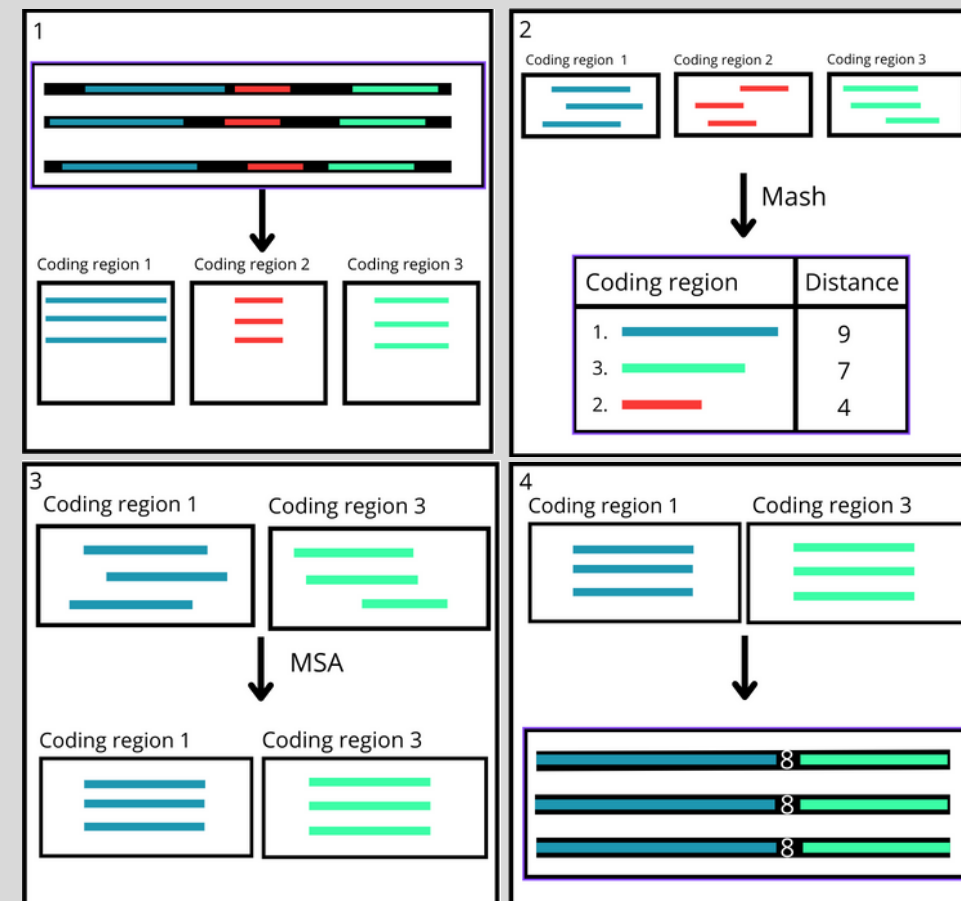 1
Coding region 1
Coding region 2
Coding region 3
2
Coding region 1
Coding region 2
Coding region 3
Mash
Coding region Distance
1. 9
3. 7
2. 4
3
Coding region 1
Coding region 3
MSA
Coding region 1
Coding region 3
4
Coding region 1
Coding region 3
8
8
8